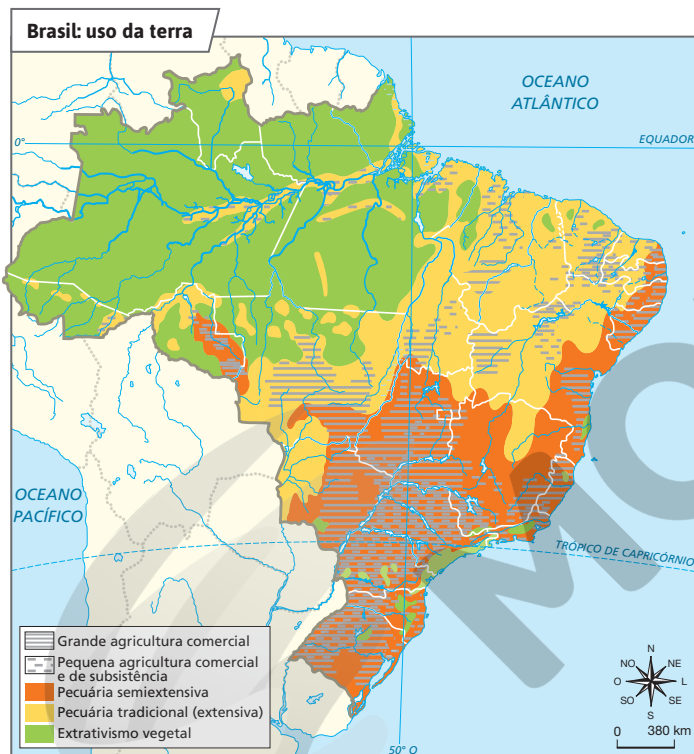 Brasil: uso da terra
OCEANO
ATLÂNTICO
0°
EQUADOR
OCEANO
PACÍFICO
TRÓPICO DE CAPRICÓRNIO
Grande agricultura comercial
Pequena agricultura comercial
e de subsistência
Pecuária semiextensiva
Pecuária tradicional (extensiva)
Extrativismo vegetal
N
NO NE
O L
SO SE
S
0 380 km
50° O